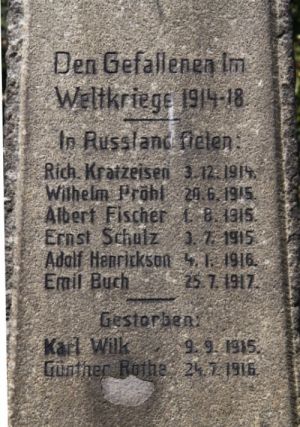 Den Gefallenen im
Weltkriege 1914-18
In Russland fielen:
Rich. Kratzeisen 3.12.1914.
Wilhelm Pröhl 20.6.1915.
Albert Fischer 1.8.1915.
Ernst Schulz 3.7.1915.
Adolf Henrickson 4.1.1916.
Emil Buch 25.7.1917.
Gestorben:
Karl Wilk 9.9.1915.
Günther Rothe 24.7.1916